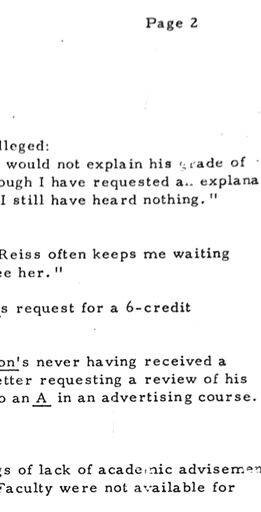 Page 2
lleged:
would not explain his grade of
ough I have requested a.. explana
I still have heard nothing."
Reiss often keeps me waiting
ee her."
s request for a 6-credit
on's never having received a
etter requesting a review of his
o an A in an advertising course.
gs of lack of academic advisemen
Faculty were not available for